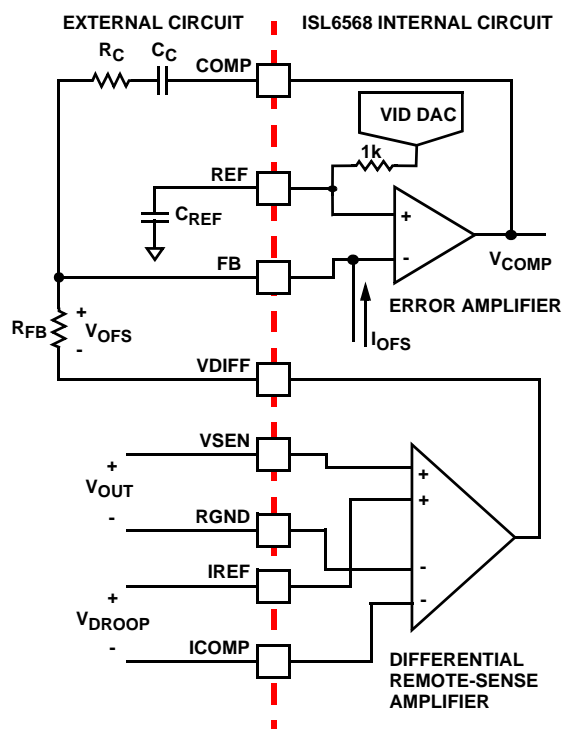 EXTERNAL CIRCUIT
ISL6568 INTERNAL CIRCUIT
RC
CC
COMP
VID DAC
1k
REF
CREF
+
-
VCOMP
FB
ERROR AMPLIFIER
IOFS
RFB
+
VOFS
-
VDIFF
VSEN
+
VOUT
-
+
+
RGND
IREF
-
-
+
VDROOP
-
ICOMP
DIFFERENTIAL
REMOTE-SENSE
AMPLIFIER